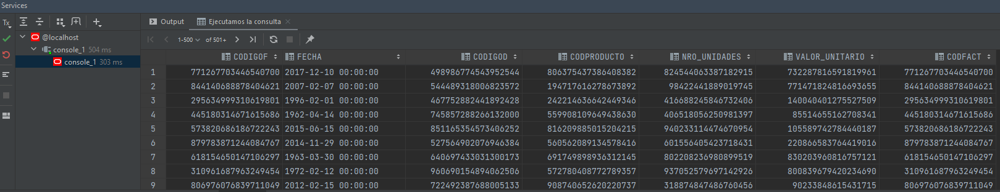 Services
Tx
Output
Ejecutamos la consulta
@localhost
console_1 504 ms
console_1 303 ms
1-500
of 501+
CODIGOF FECHA CODIGOD CODPRODUCTO NRO_UNIDADES VALOR_UNITARIO CODFACT
1 771267703446540700 2017-12-10 00:00:00 498986774543952544 806375437386408382 824544063387182915 732287816591819961 771267703446540700
2 844140688878404621 2007-02-07 00:00:00 544489318006823572 194717616278673892 98422441889019745 771471824816693655 844140688878404621
3 295634999310619801 1996-02-01 00:00:00 467752882441892428 242214636642449346 416688245846732406 140040401275527509 295634999310619801
4 445180314671615686 1962-04-14 00:00:00 745857288266132000 559908109649438630 406518056250981397 85514655162708341 445180314671615686
5 573820686186722243 2015-06-15 00:00:00 851165354573406252 816209885015204215 940233114474670954 105589742784440187 573820686186722243
6 879783871244084767 2014-11-29 00:00:00 527564902076946384 560562089134578416 601556405423718431 220866583764419016 879783871244084767
7 618154650147106297 1963-03-30 00:00:00 640697433031300173 691749898936312145 802208236980899519 830203960816757121 618154650147106297
8 310961687963249454 1972-02-12 00:00:00 960690154894062506 572780408772789357 937052579697142926 800839679420234690 310961687963249454
9 806976076839711049 2012-02-15 00:00:00 722492387688005133 908740652620220737 318874847486760456 90233848615431715 806976076839711049